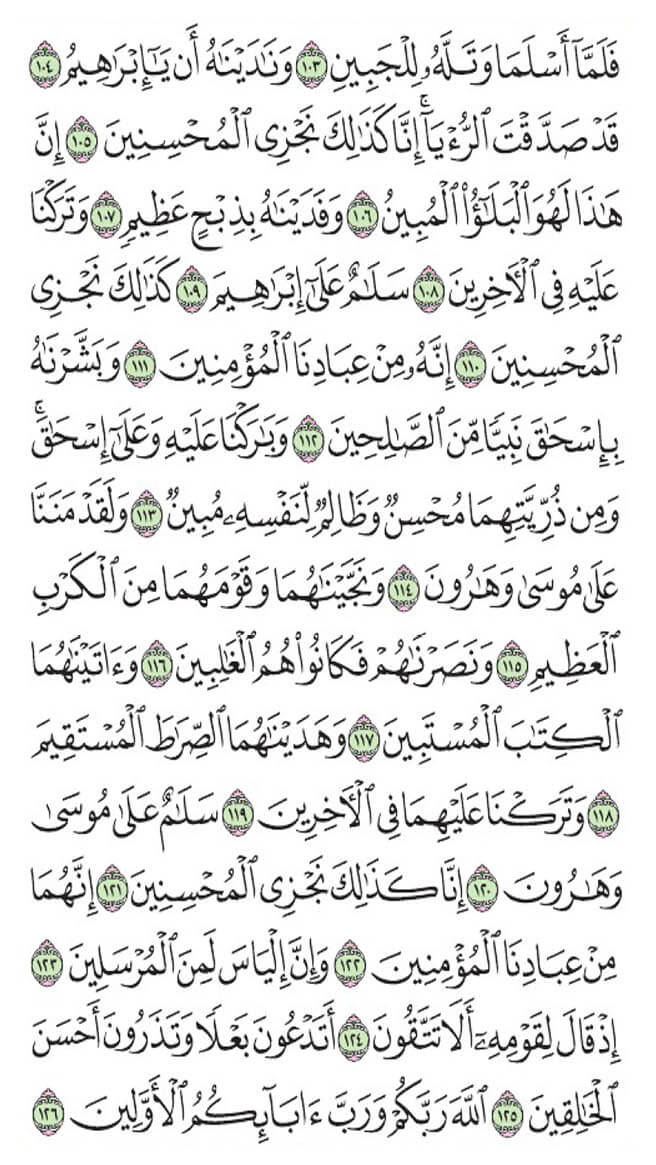 فَلَمَّآ أَسْلَمَا وَتَلَّهُۥ لِلْجَبِينِ ١٠٣ وَنَٰدَيْنَٰهُ أَن يَٰٓإِبْرَٰهِيمُ ١٠٤
قَدْ صَدَّقْتَ ٱلرُّءْيَآۚ إِنَّا كَذَٰلِكَ نَجْزِى ٱلْمُحْسِنِينَ ١٠٥ إِنَّ
هَٰذَا لَهُوَ ٱلْبَلَٰٓؤُا۟ ٱلْمُبِينُ ١٠٦ وَفَدَيْنَٰهُ بِذِبْحٍ عَظِيمٍ ١٠٧ وَتَرَكْنَا
عَلَيْهِ فِى ٱلْءَاخِرِينَ ١٠٨ سَلَٰمٌ عَلَىٰٓ إِبْرَٰهِيمَ ١٠٩ كَذَٰلِكَ نَجْزِى
ٱلْمُحْسِنِينَ ١١٠ إِنَّهُۥ مِنْ عِبَادِنَا ٱلْمُؤْمِنِينَ ١١١ وَبَشَّرْنَٰهُ
بِإِسْحَٰقَ نَبِيًّا مِّنَ ٱلصَّٰلِحِينَ ١١٢ وَبَٰرَكْنَا عَلَيْهِ وَعَلَىٰٓ إِسْحَٰقَۚ
وَمِن ذُرِّيَّتِهِمَا مُحْسِنٌ وَظَالِمٌ لِّنَفْسِهِۦ مُبِينٌ ١١٣ وَلَقَدْ مَنَنَّا
عَلَىٰ مُوسَىٰ وَهَٰرُونَ ١١٤ وَنَجَّيْنَٰهُمَا وَقَوْمَهُمَا مِنَ ٱلْكَرْبِ
ٱلْعَظِيمِ ١١٥ وَنَصَرْنَٰهُمْ فَكَانُوا۟ هُمُ ٱلْغَٰلِبِينَ ١١٦ وَءَاتَيْنَٰهُمَا
ٱلْكِتَٰبَ ٱلْمُسْتَبِينَ ١١٧ وَهَدَيْنَٰهُمَا ٱلصِّرَٰطَ ٱلْمُسْتَقِيمَ
١١٨ وَتَرَكْنَا عَلَيْهِمَا فِى ٱلْءَاخِرِينَ ١١٩ سَلَٰمٌ عَلَىٰ مُوسَىٰ
وَهَٰرُونَ ١٢٠ إِنَّا كَذَٰلِكَ نَجْزِى ٱلْمُحْسِنِينَ ١٢١ إِنَّهُمَا
مِنْ عِبَادِنَا ٱلْمُؤْمِنِينَ ١٢٢ وَإِنَّ إِلْيَاسَ لَمِنَ ٱلْمُرْسَلِينَ ١٢٣
إِذْ قَالَ لِقَوْمِهِۦٓ أَلَا تَتَّقُونَ ١٢٤ أَتَدْعُونَ بَعْلًا وَتَذَرُونَ أَحْسَنَ
ٱلْخَٰلِقِينَ ١٢٥ ٱللَّهَ رَبَّكُمْ وَرَبَّ ءَابَآئِكُمُ ٱلْأَوَّلِينَ ١٢٦